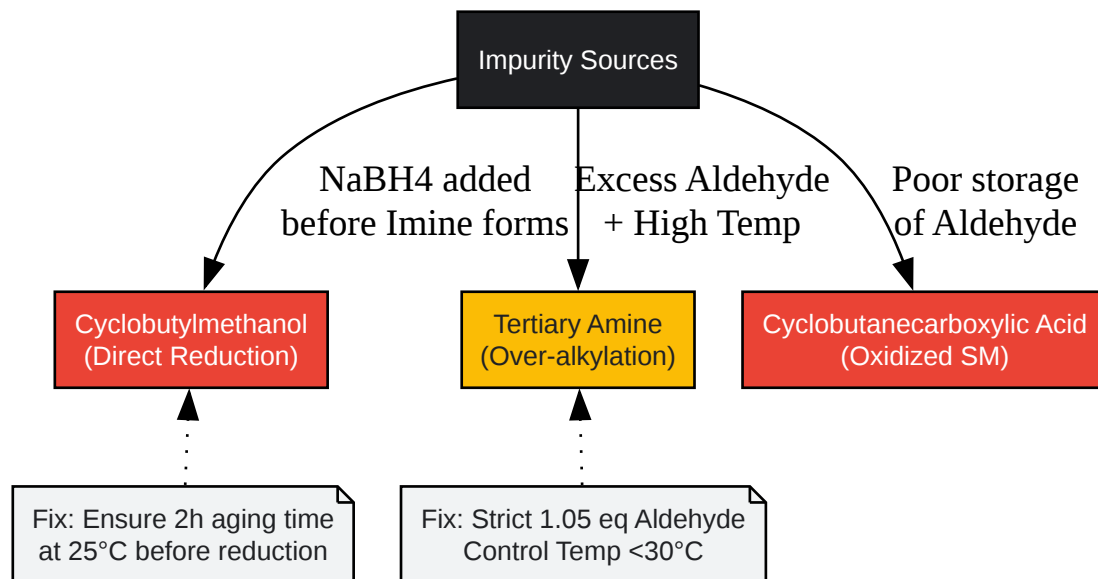 Impurity Sources
NaBH4 added
before Imine forms
Excess Aldehyde
+ High Temp
Poor storage
of Aldehyde
Cyclobutylmethanol
(Direct Reduction)
Tertiary Amine
(Over-alkylation)
Cyclobutanecarboxylic Acid
(Oxidized SM)
Fix: Ensure 2h aging time
at 25°C before reduction
Fix: Strict 1.05 eq Aldehyde
Control Temp <30°C